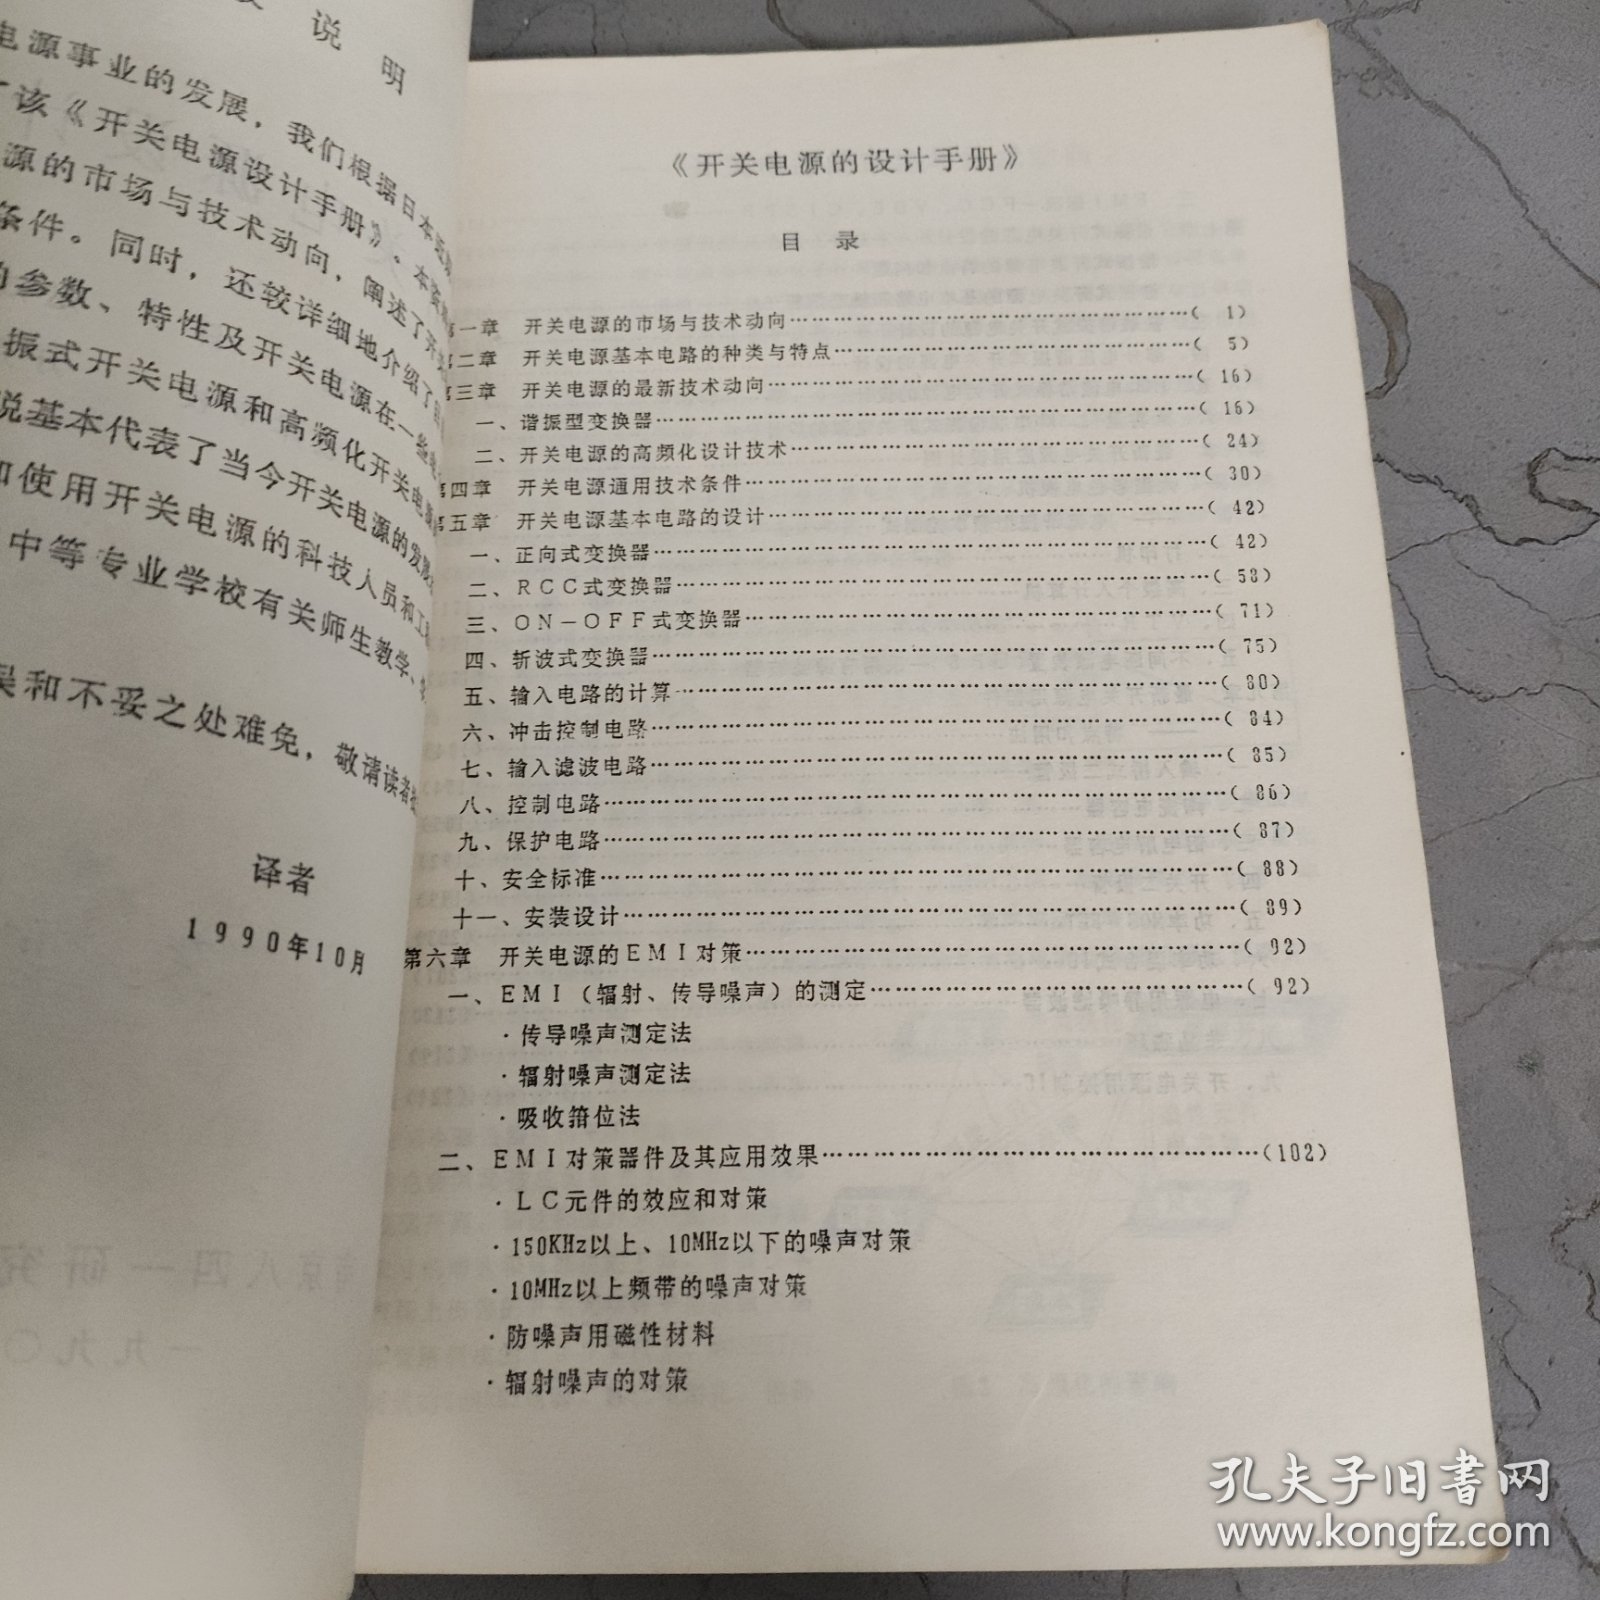 说明
电源事业的发展，我们根据日本
该《开关电源设计手册》。本
源的市场与技术动向，阐述了开
条件。同时，还较详细地介绍了
参数、特性及开关电源在一些
振式开关电源和高频化开关电
说基本代表了当今开关电源的发展
使用开关电源的科技人员和工
中等专业学校有关师生教学、
和不妥之处难免，敬请读者
译者
1990年10月
《开关电源的设计手册》
目录
第一章 开关电源的市场与技术动向……………………( 1)
第二章 开关电源基本电路的种类与特点……………………( 5)
第三章 开关电源的最新技术动向……………………( 16)
一、谐振型变换器……………………( 16)
二、开关电源的高频化设计技术……………………( 24)
第四章 开关电源通用技术条件……………………( 30)
第五章 开关电源基本电路的设计……………………( 42)
一、正向式变换器……………………( 42)
二、RCC式变换器……………………( 58)
三、ON－OFF式变换器……………………( 71)
四、斩波式变换器……………………( 75)
五、输入电路的计算……………………( 80)
六、冲击控制电路……………………( 84)
七、输入滤波电路……………………( 85)
八、控制电路……………………( 86)
九、保护电路……………………( 87)
十、安全标准……………………( 88)
十一、安装设计……………………( 89)
第六章 开关电源的EMI对策……………………( 92)
一、EMI（辐射、传导噪声）的测定……………………( 92)
·传导噪声测定法
·辐射噪声测定法
·吸收箝位法
二、EMI对策器件及其应用效果……………………(102)
·LC元件的效应和对策
·150KHz以上、10MHz以下的噪声对策
·10MHz以上频带的噪声对策
·防噪声用磁性材料
·辐射噪声的对策
孔夫子旧书网
www.kongfz.com